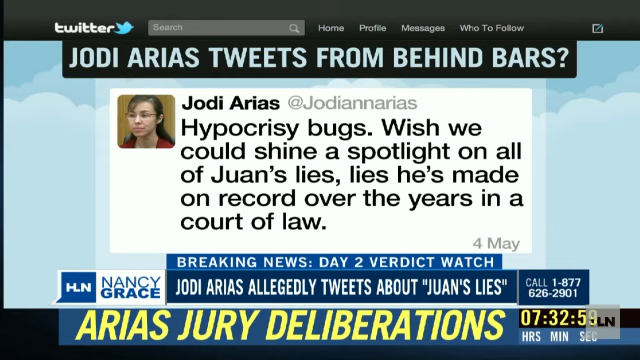 twitter
Search
Home Profile Messages Who To Follow
JODI ARIAS TWEETS FROM BEHIND BARS?
Jodi Arias @Jodiannarias
Hypocrisy bugs. Wish we
could shine a spotlight on all
of Juan's lies, lies he's made
on record over the years in a
court of law.
4 May
BREAKING NEWS: DAY 2 VERDICT WATCH
HLN NANCY GRACE
JODI ARIAS ALLEGEDLY TWEETS ABOUT "JUAN'S LIES"
CALL 1-877
626-2901
ARIAS JURY DELIBERATIONS
07:32:59
HRS MIN SEC
HLN